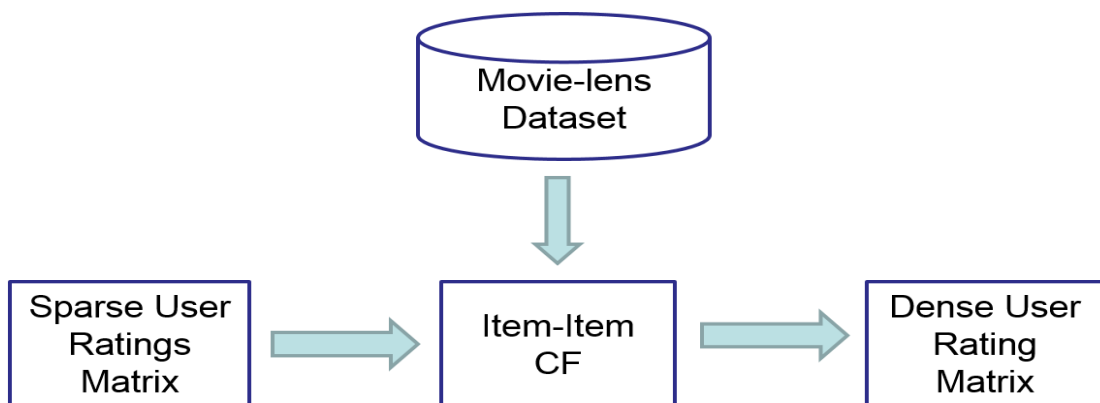 Movie-lens
Dataset
Sparse User
Ratings
Matrix
Item-Item
CF
Dense User
Rating
Matrix